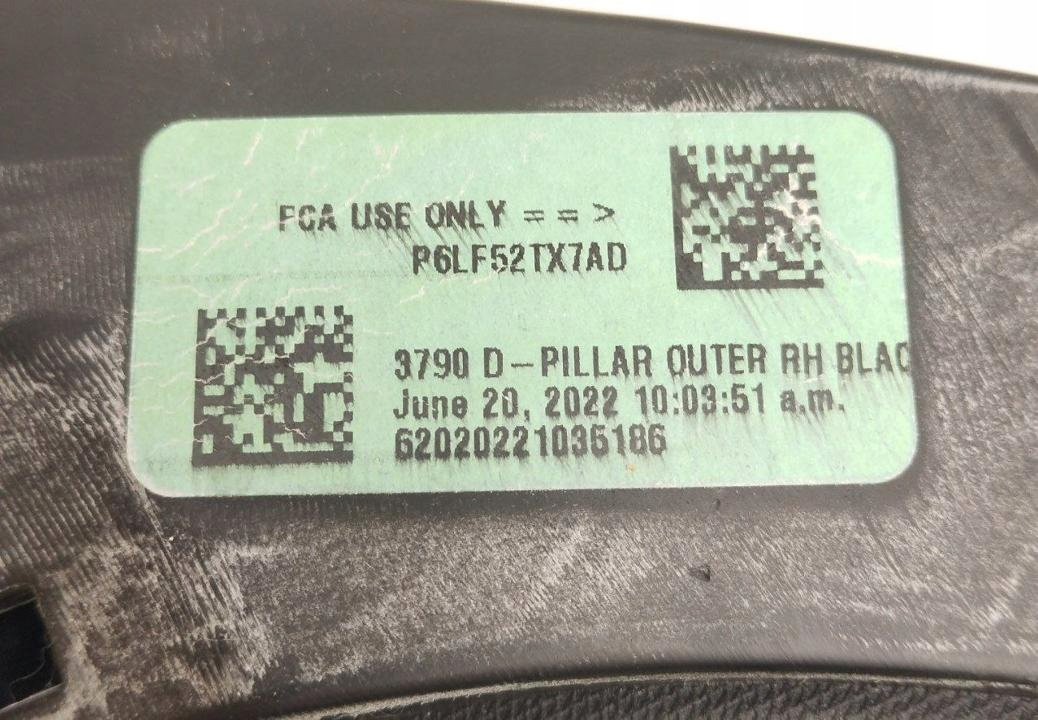 FCA USE ONLY = = >
P6LF52TX7AD
3790 D-PILLAR OUTER RH BLAC
June 20, 2022 10:03:51 a.m.
62020221035186